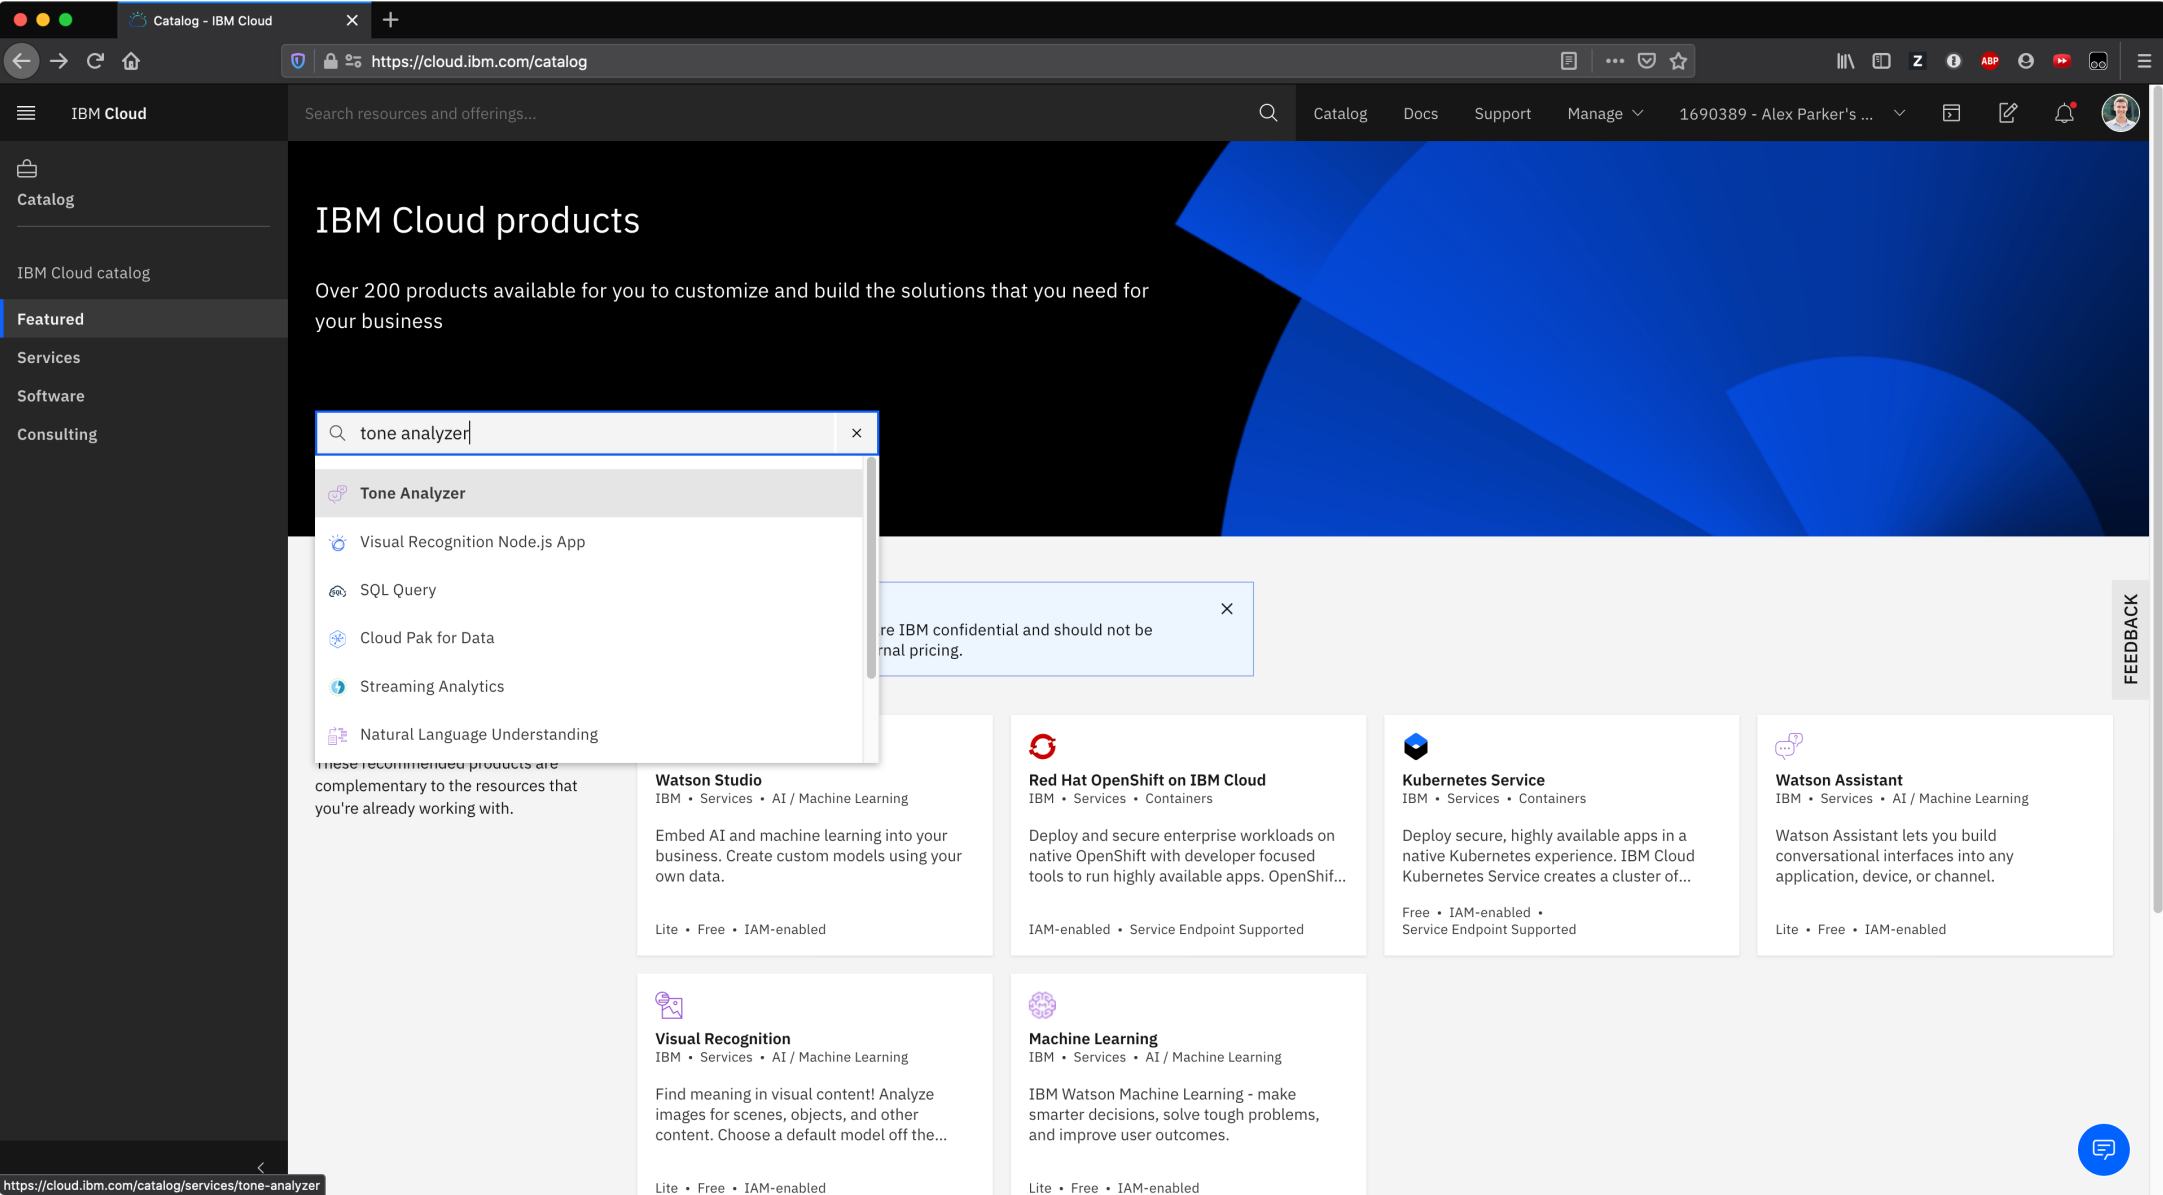 Catalog - IBM Cloud
https://cloud.ibm.com/catalog
Z
ABP
IBM Cloud
Search resources and offerings...
Catalog
Docs
Support
Manage
1690389 - Alex Parker's ...
Catalog
IBM Cloud catalog
Featured
Services
Software
Consulting
IBM Cloud products
Over 200 products available for you to customize and build the solutions that you need for
your business
tone analyzer
Tone Analyzer
Visual Recognition Node.js App
SQL
SQL Query
Cloud Pak for Data
Streaming Analytics
Natural Language Understanding
re IBM confidential and should not be
rnal pricing.
FEEDBACK
These recommended products are
complementary to the resources that
you're already working with.
Watson Studio
IBM • Services • AI / Machine Learning
Embed AI and machine learning into your
business. Create custom models using your
own data.
Lite • Free • IAM-enabled
Red Hat OpenShift on IBM Cloud
IBM • Services • Containers
Deploy and secure enterprise workloads on
native OpenShift with developer focused
tools to run highly available apps. OpenShif...
IAM-enabled • Service Endpoint Supported
Kubernetes Service
IBM • Services • Containers
Deploy secure, highly available apps in a
native Kubernetes experience. IBM Cloud
Kubernetes Service creates a cluster of...
Free • IAM-enabled •
Service Endpoint Supported
Watson Assistant
IBM • Services • AI / Machine Learning
Watson Assistant lets you build
conversational interfaces into any
application, device, or channel.
Lite • Free • IAM-enabled
Visual Recognition
IBM • Services • AI / Machine Learning
Find meaning in visual content! Analyze
images for scenes, objects, and other
content. Choose a default model off the...
Lite • Free • IAM-enabled
Machine Learning
IBM • Services • AI / Machine Learning
IBM Watson Machine Learning - make
smarter decisions, solve tough problems,
and improve user outcomes.
Lite • Free • IAM-enabled
https://cloud.ibm.com/catalog/services/tone-analyzer